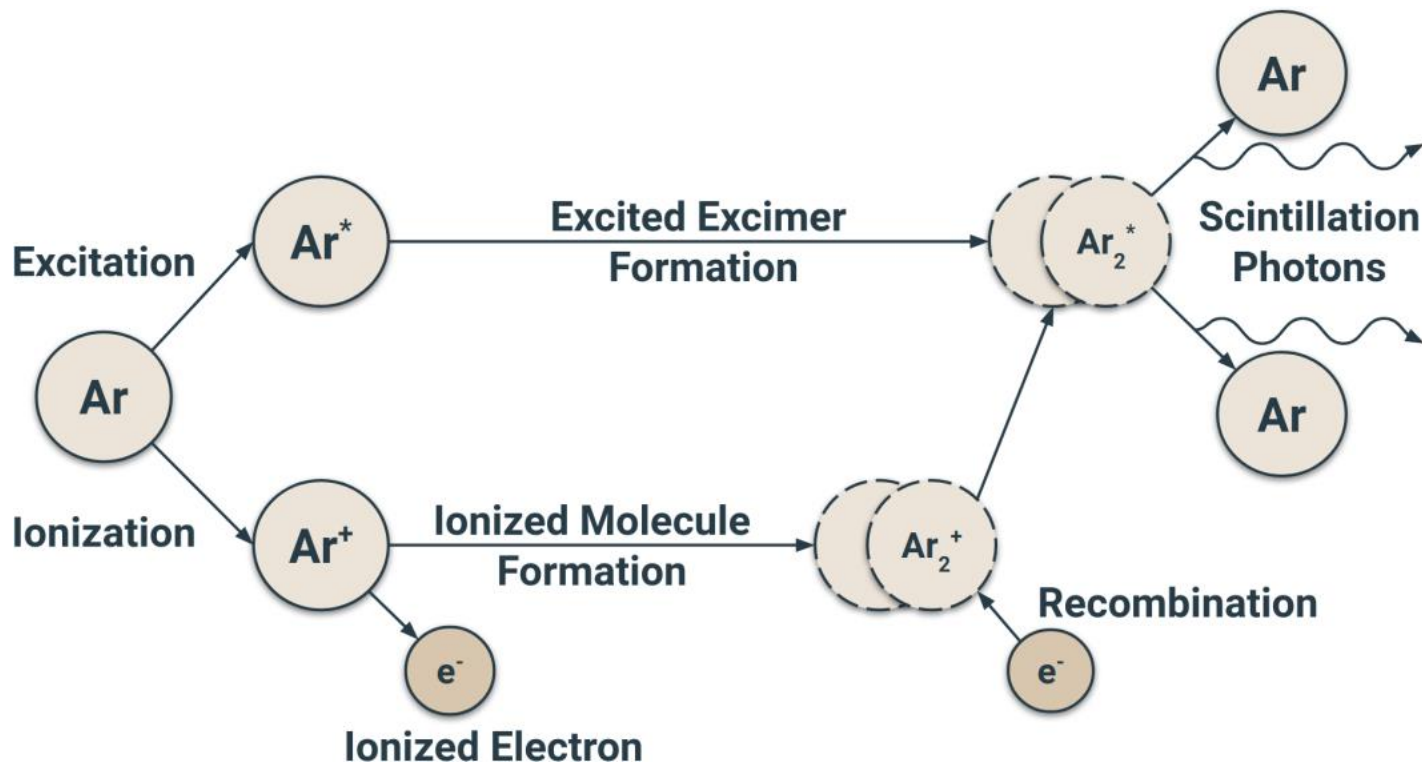 Ar
Ar*
Excited Excimer
Formation
Ar₂*
Scintillation
Photons
Excitation
Ar
Ar
Ionization
Ar⁺
Ionized Molecule
Formation
Ar₂⁺
Recombination
e⁻
e⁻
Ionized Electron